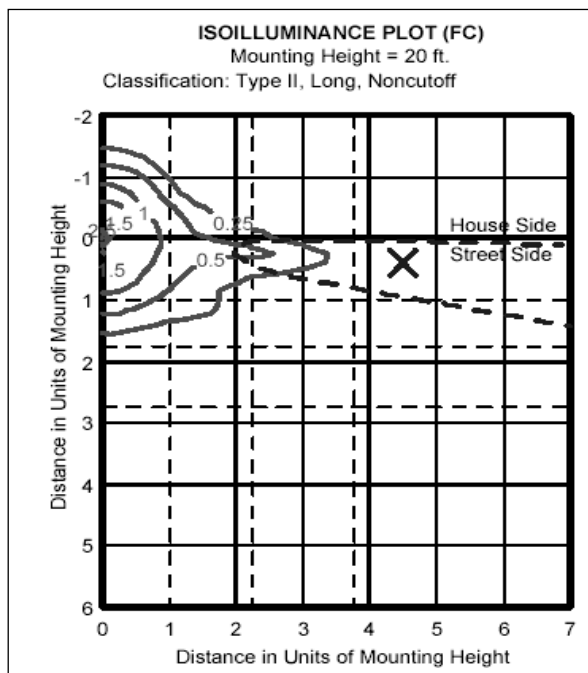 ISOILLUMINANCE PLOT (FC)
Mounting Height = 20 ft.
Classification: Type II, Long, Noncutoff
Distance in Units of Mounting Height
-2
-1
0
1
2
3
4
5
6
1.5
1
0.25
0.5
1.5
House Side
Street Side
0 1 2 3 4 5 6 7
Distance in Units of Mounting Height